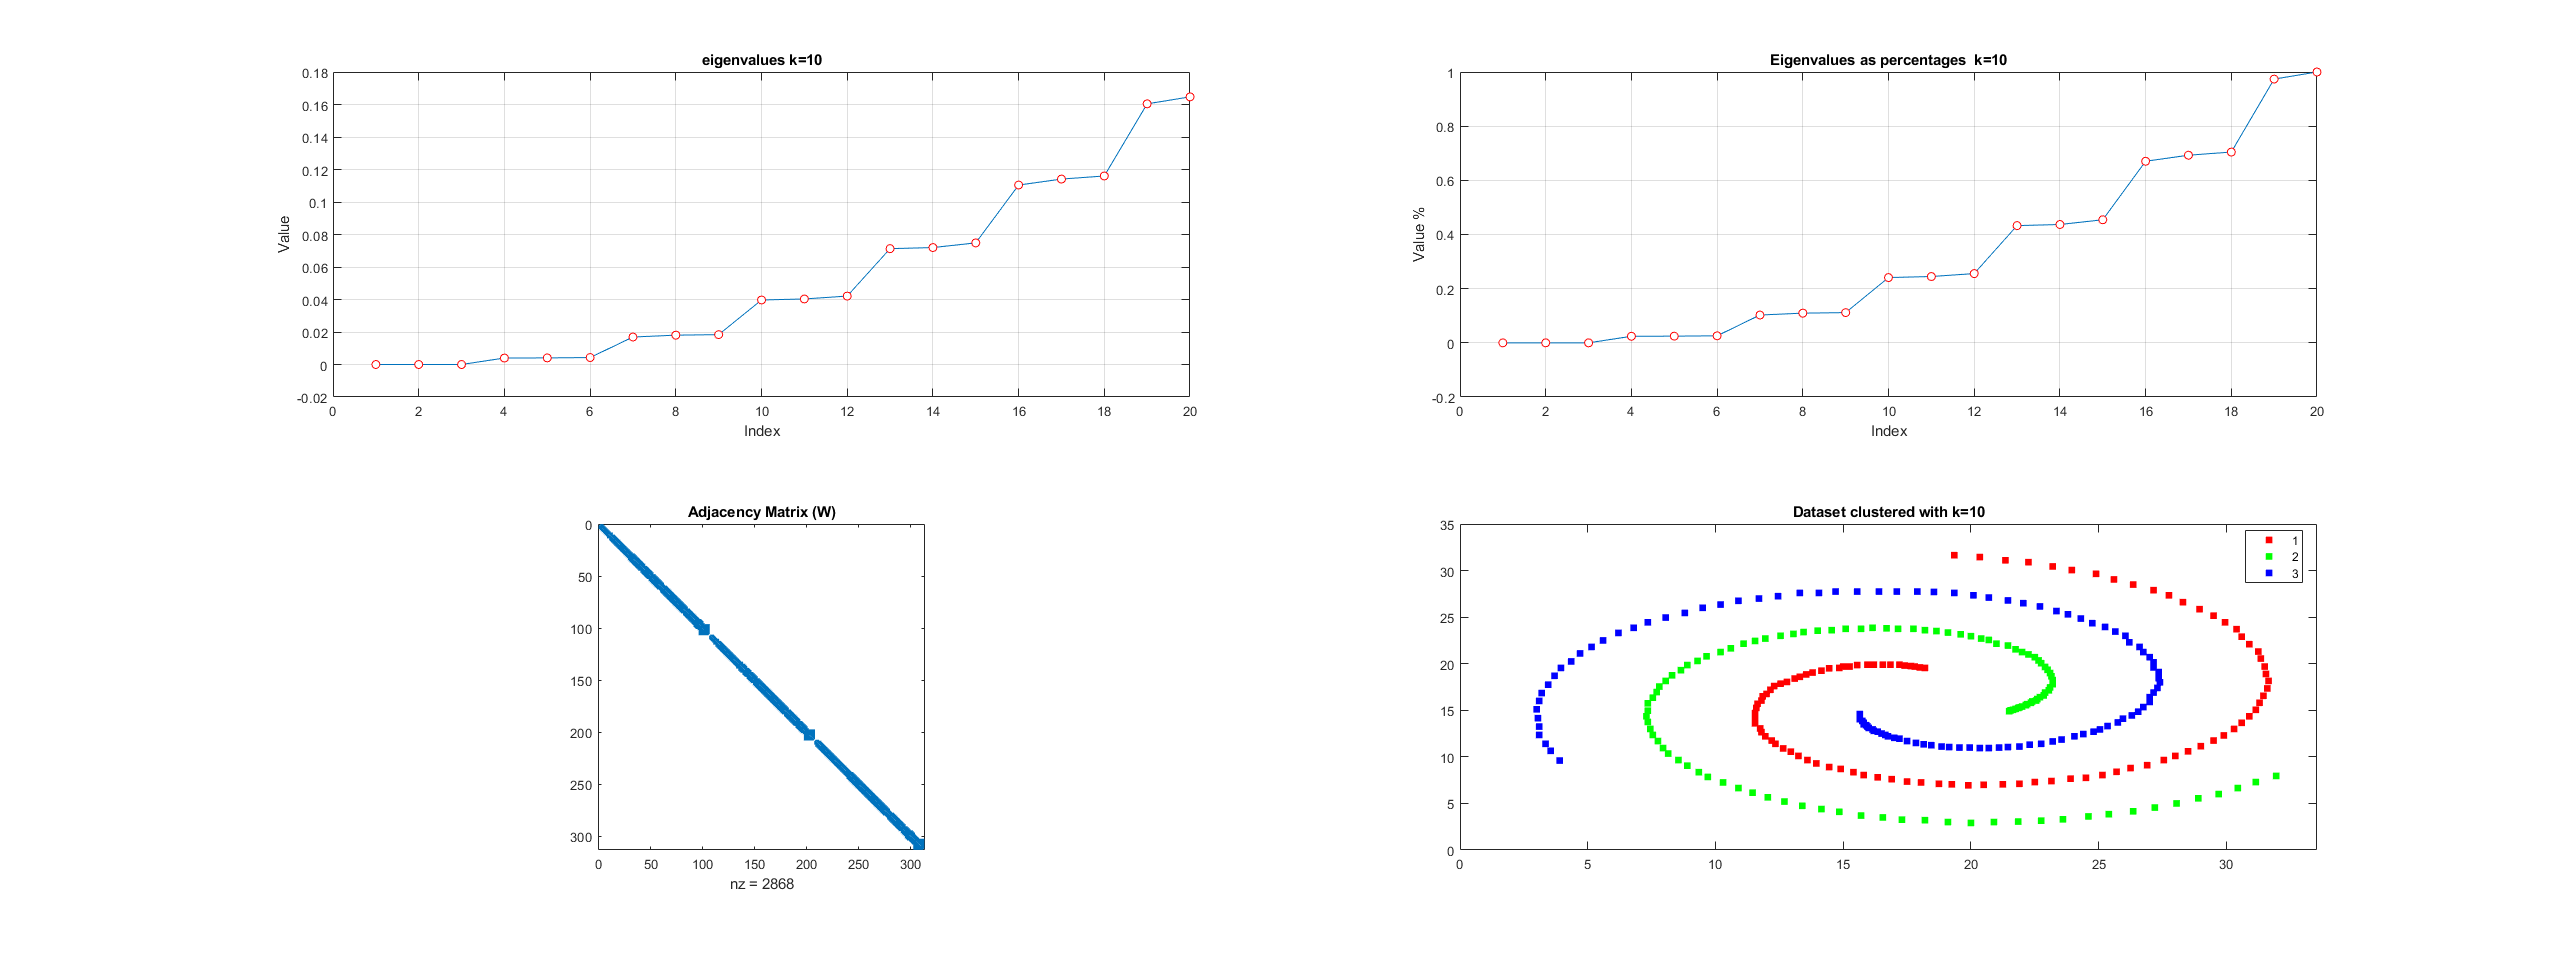 eigenvalues k=10
0.18
0.16
0.14
0.12
0.1
0.08
0.06
0.04
0.02
0
-0.02
Value
0 2 4 6 8 10 12 14 16 18 20
Index
Eigenvalues as percentages k=10
1
0.8
0.6
0.4
0.2
0
-0.2
Value %
0 2 4 6 8 10 12 14 16 18 20
Index
Adjacency Matrix (W)
0
50
100
150
200
250
300
0 50 100 150 200 250 300
nz = 2868
Dataset clustered with k=10
35
30
25
20
15
10
5
0
0 5 10 15 20 25 30
1
2
3